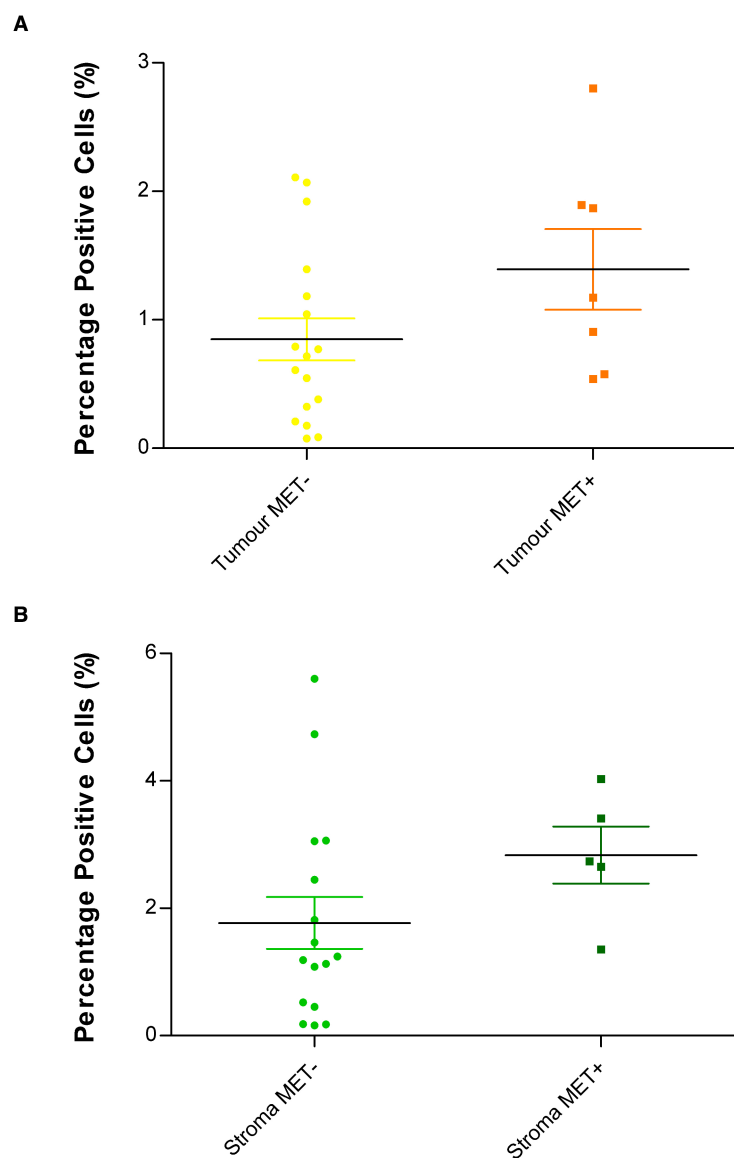 A
Percentage Positive Cells (%)
3
2
1
0
Tumour MET-
Tumour MET+
B
Percentage Positive Cells (%)
6
4
2
0
Stroma MET-
Stroma MET+